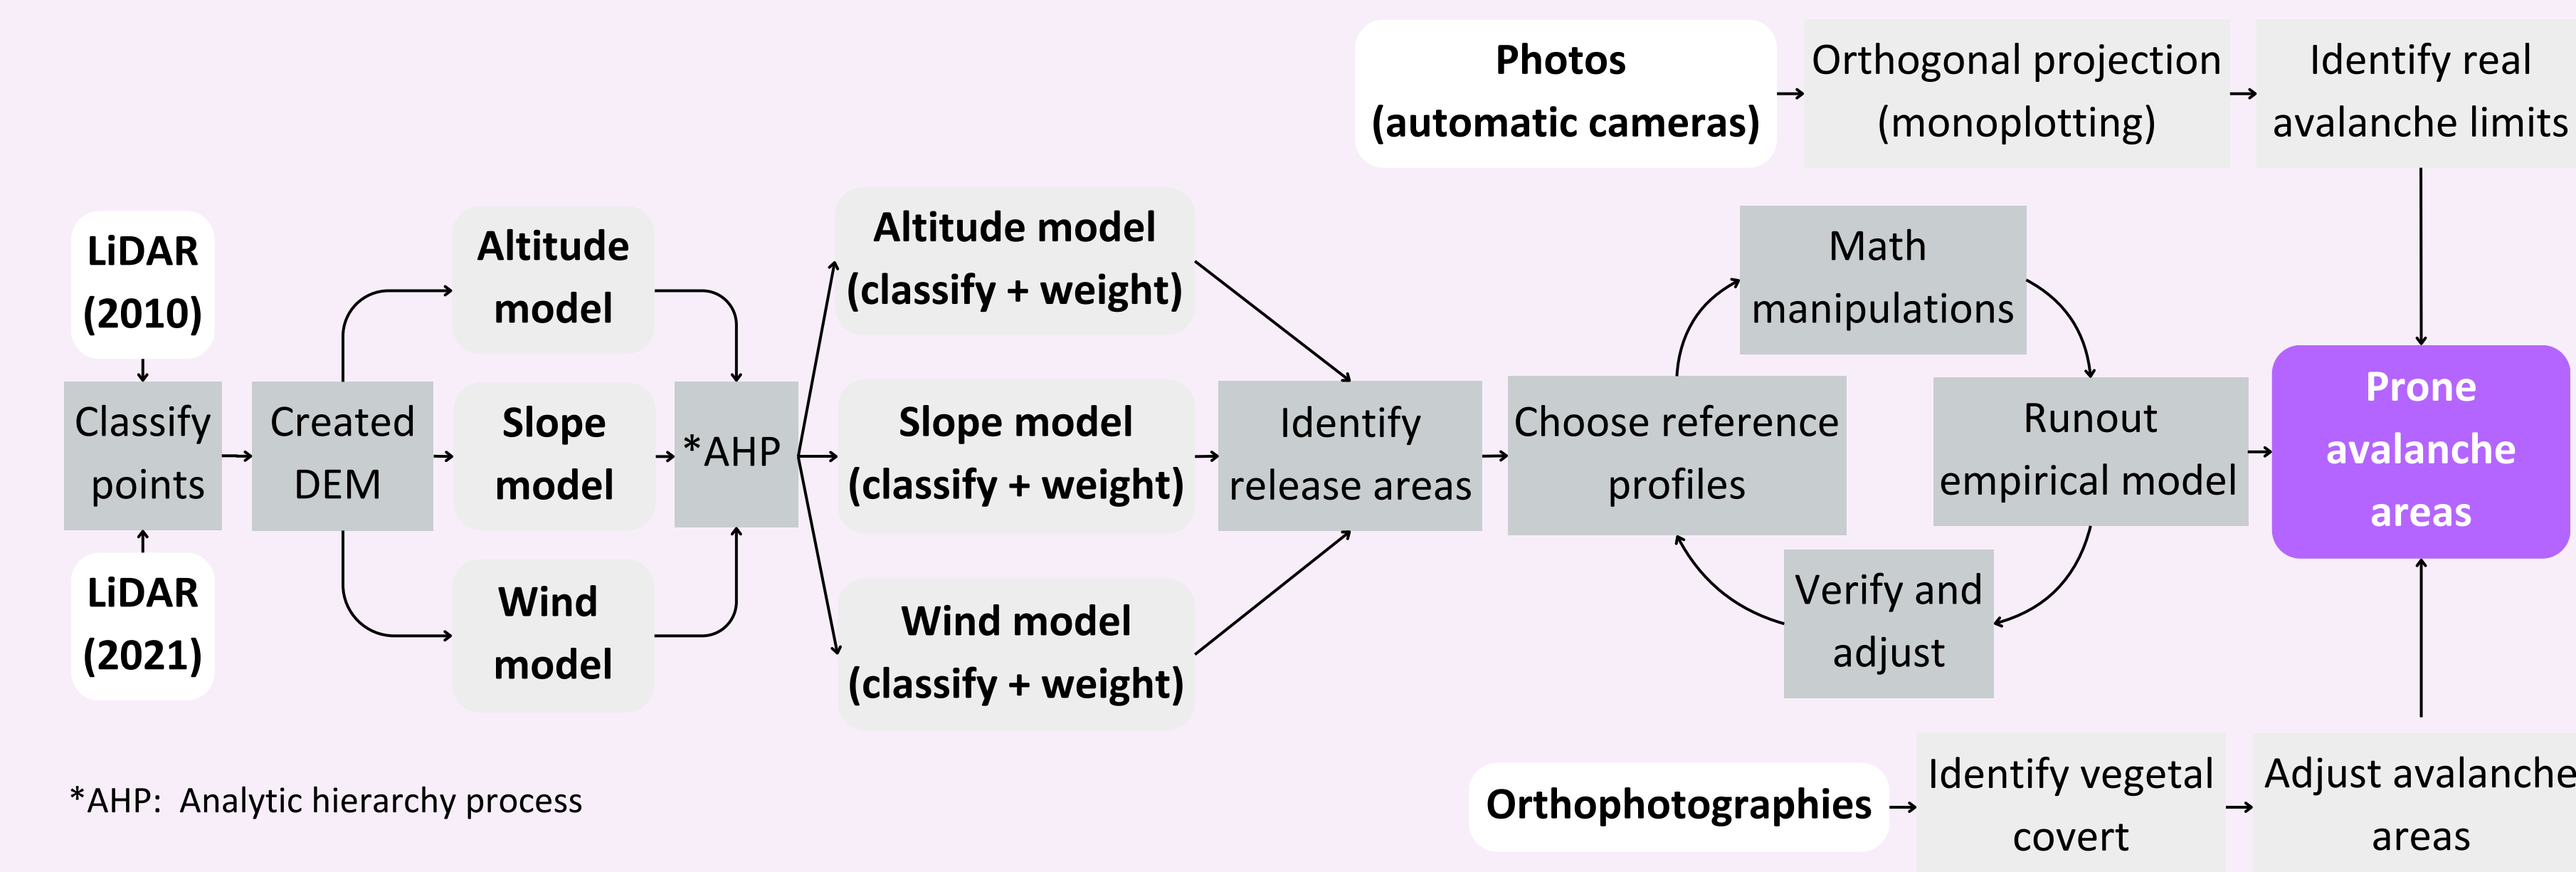 Photos
(automatic cameras)
Orthogonal projection
(monoplotting)
Identify real
avalanche limits
LiDAR
(2010)
Classify
points
LiDAR
(2021)
Created
DEM
Altitude
model
Slope
model
Wind
model
*AHP
Altitude model
(classify + weight)
Slope model
(classify + weight)
Wind model
(classify + weight)
Identify
release areas
Choose reference
profiles
Math
manipulations
Runout
empirical model
Verify and
adjust
Prone
avalanche
areas
Orthophotographies
Identify vegetal
covert
Adjust avalanche
areas
*AHP: Analytic hierarchy process